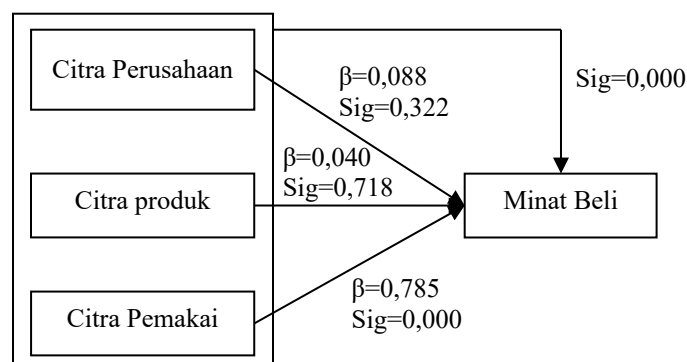 Citra Perusahaan
β=0,088
Sig=0,322
Sig=0,000
β=0,040
Sig=0,718
Citra produk
Minat Beli
β=0,785
Sig=0,000
Citra Pemakai